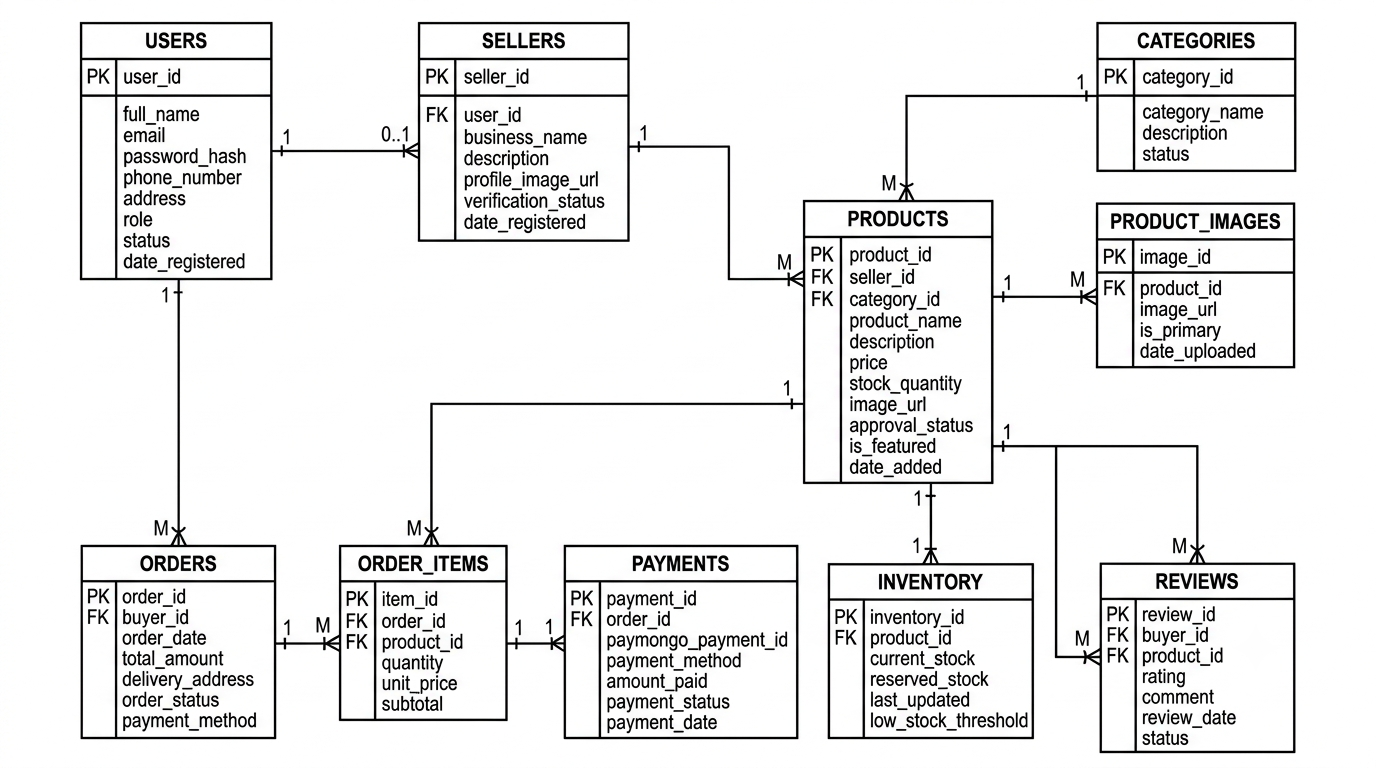 USERS
PK user_id
full_name
email
password_hash
phone_number
address
role
status
date_registered
1
0..1
SELLERS
PK seller_id
FK user_id
business_name
description
profile_image_url
verification_status
date_registered
1
M
CATEGORIES
PK category_id
category_name
description
status
1
M
PRODUCTS
PK product_id
FK seller_id
FK category_id
product_name
description
price
stock_quantity
image_url
approval_status
is_featured
date_added
1
M
PRODUCT_IMAGES
PK image_id
FK product_id
image_url
is_primary
date_uploaded
1
M
1
M
1
1
1
M
M
ORDERS
PK order_id
FK buyer_id
order_date
total_amount
delivery_address
order_status
payment_method
1
M
ORDER_ITEMS
PK item_id
FK order_id
FK product_id
quantity
unit_price
subtotal
1
1
PAYMENTS
PK payment_id
FK order_id
paymongo_payment_id
payment_method
amount_paid
payment_status
payment_date
INVENTORY
PK inventory_id
FK product_id
current_stock
reserved_stock
last_updated
low_stock_threshold
REVIEWS
PK review_id
FK buyer_id
FK product_id
rating
comment
review_date
status